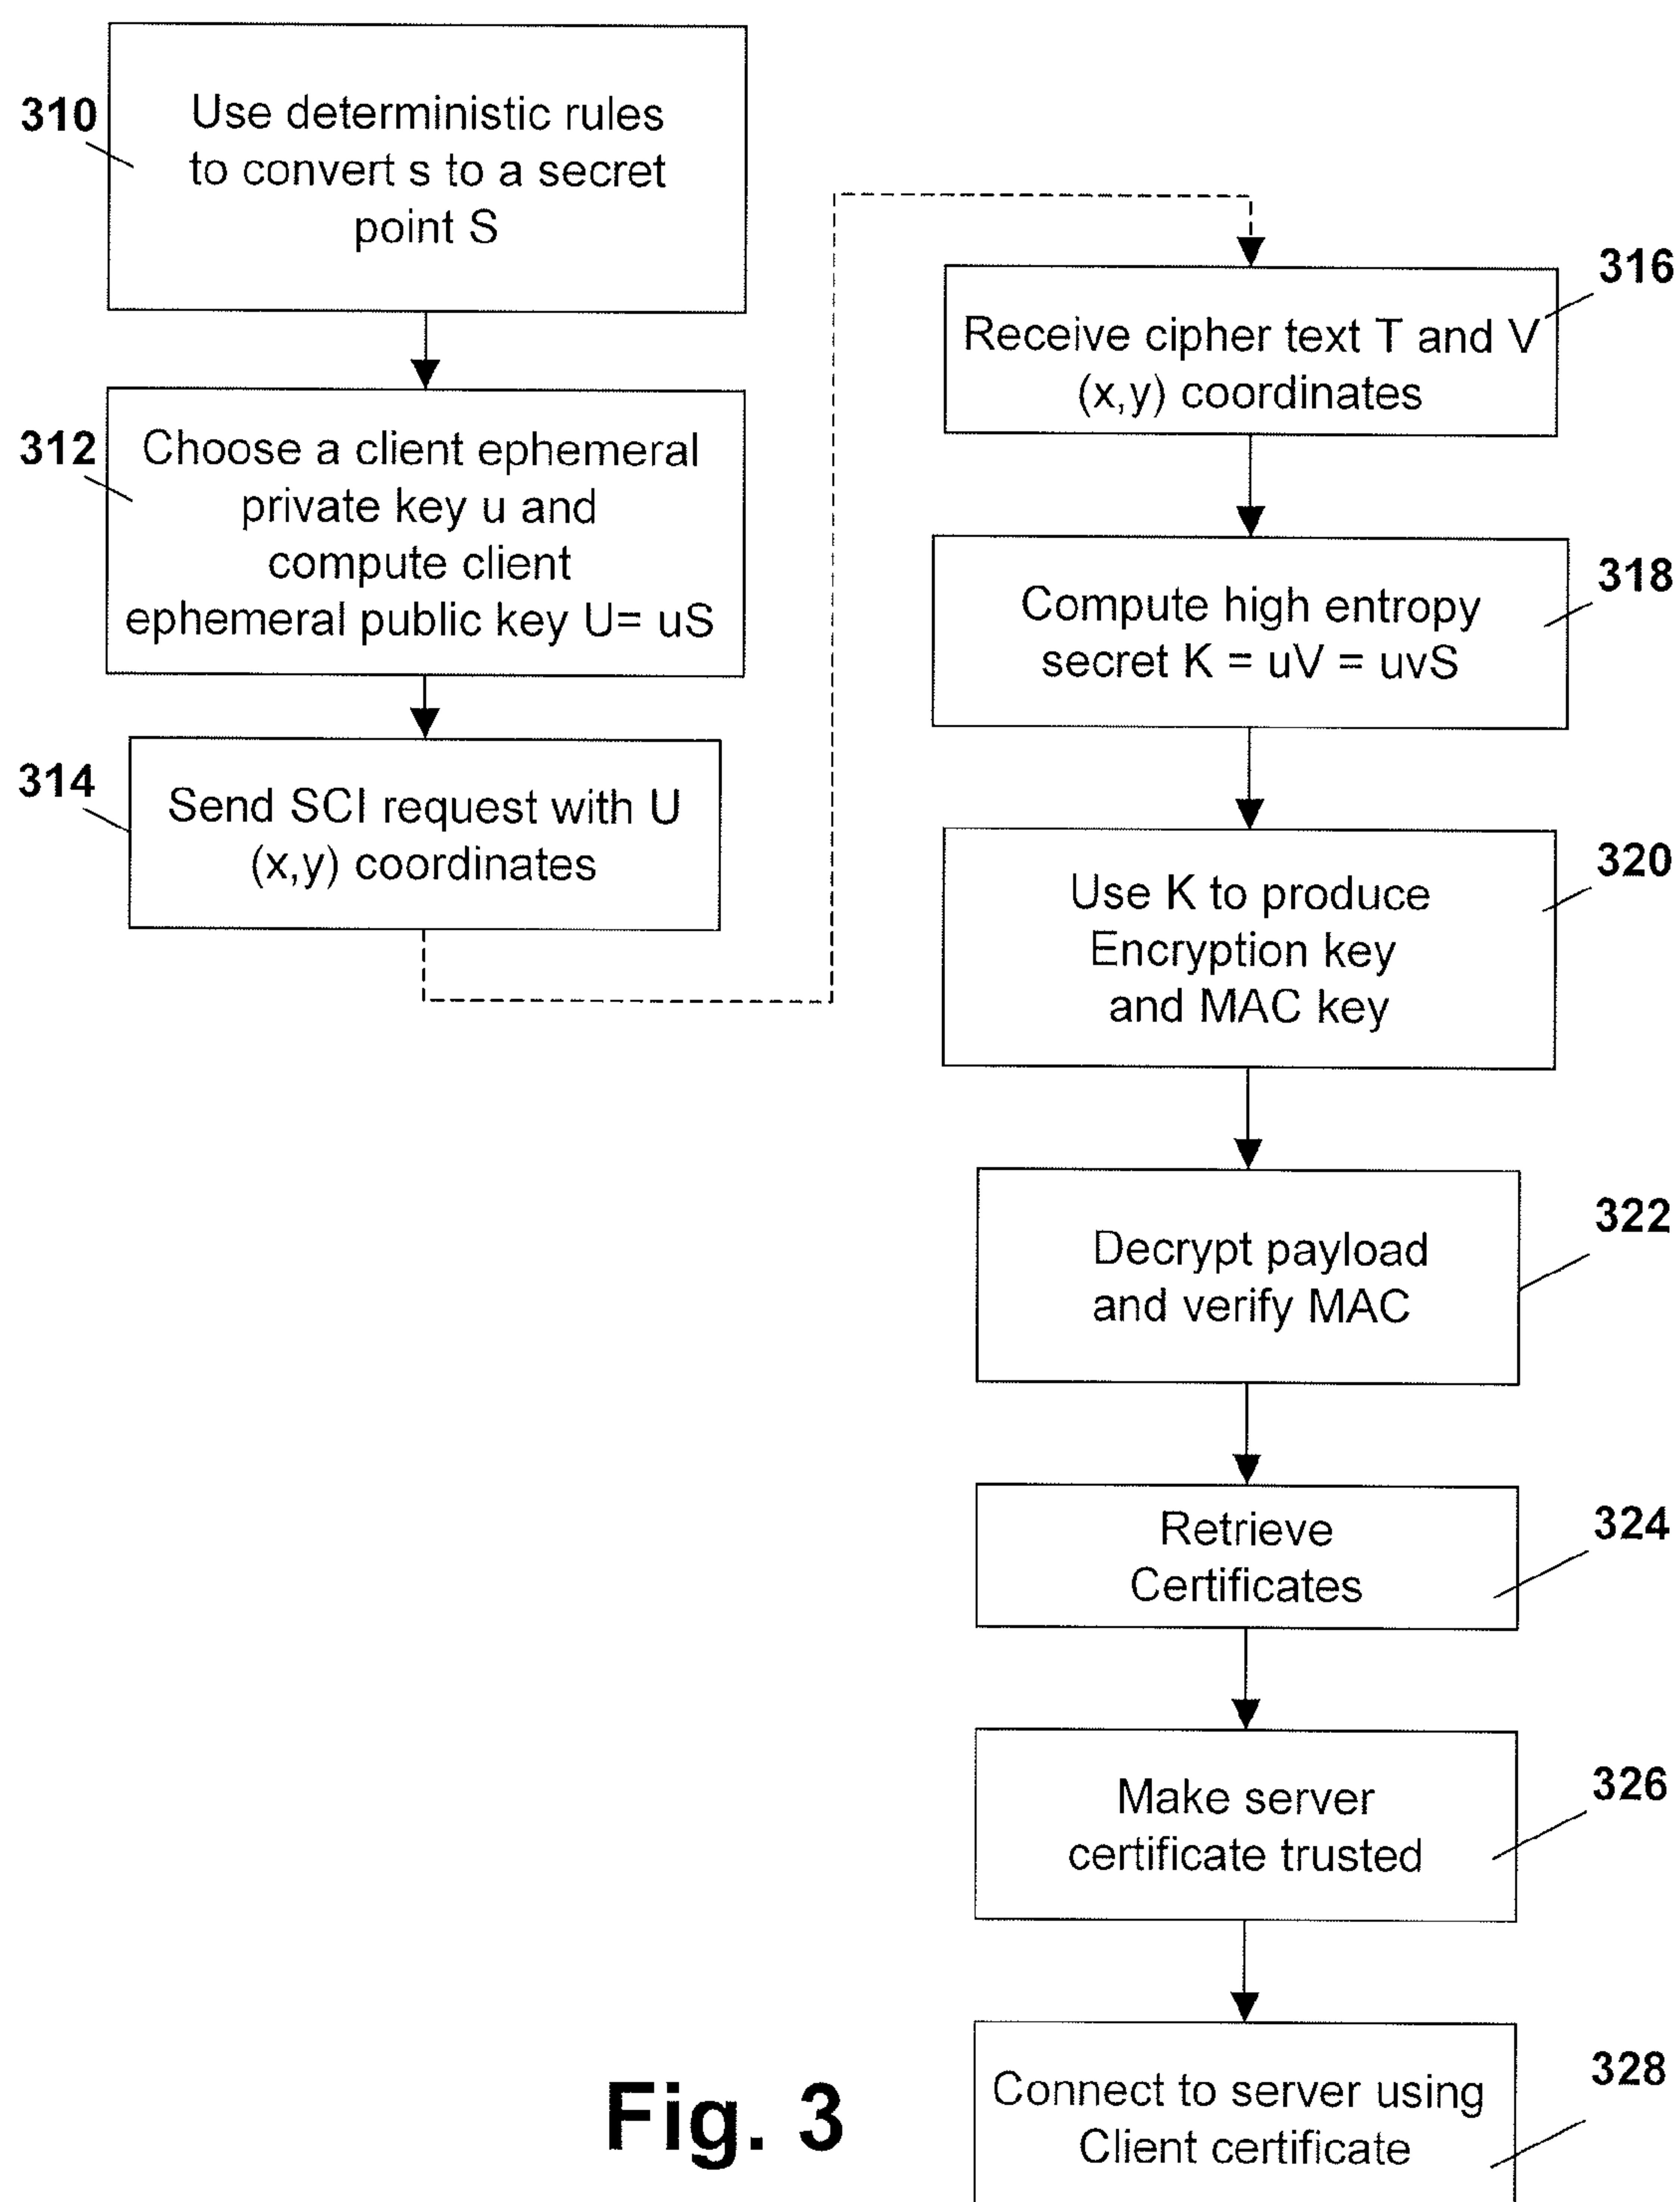 310
Use deterministic rules
to convert s to a secret
point S
312
Choose a client ephemeral
private key u and
compute client
ephemeral public key U= uS
314
Send SCI request with U
(x,y) coordinates
316
Receive cipher text T and V
(x,y) coordinates
318
Compute high entropy
secret K = uV = uvS
320
Use K to produce
Encryption key
and MAC key
322
Decrypt payload
and verify MAC
324
Retrieve
Certificates
326
Make server
certificate trusted
328
Connect to server using
Client certificate
Fig. 3